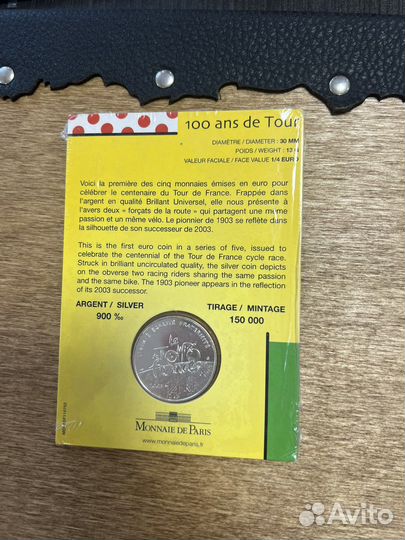 100 ans de Tour
DIAMÈTRE / DIAMETER : 30 MM
POIDS / WEIGHT : 13 G
VALEUR FACIALE / FACE VALUE 1/4 EURO
Voici la première des cinq monnaies émises en euro pour
célébrer le centenaire du Tour de France. Frappée dans
l'argent en qualité Brillant Universel, elle nous présente à
l'avers deux « forçats de la route » qui partagent une même
passion et un même vélo. Le pionnier de 1903 se reflète dans
la silhouette de son successeur de 2003.
This is the first euro coin in a series of five, issued to
celebrate the centennial of the Tour de France cycle race.
Struck in brilliant uncirculated quality, the silver coin depicts
on the obverse two racing riders sharing the same passion
and the same bike. The 1903 pioneer appears in the reflection
of its 2003 successor.
ARGENT / SILVER
900 ‰
TIRAGE / MINTAGE
150 000
ÉGALITÉ FRATERNITÉ
MONNAIE DE PARIS
www.monnaiedeparis.fr
Avito